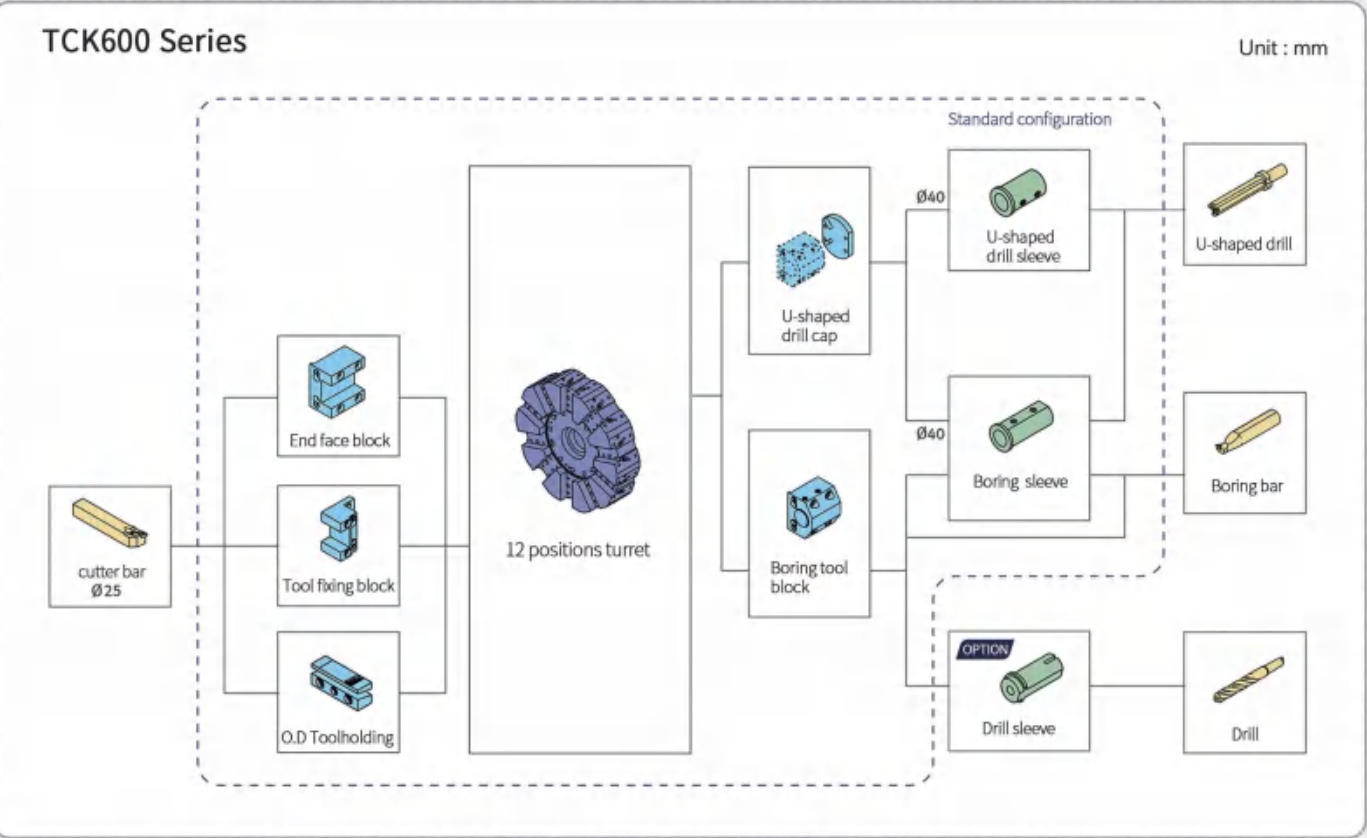 TCK600 Series
Unit : mm
Standard configuration
Ø40
U-shaped
drill sleeve
U-shaped drill
U-shaped
drill cap
End face block
Ø40
Boring sleeve
Boring bar
cutter bar
Ø25
Tool fixing block
12 positions turret
Boring tool
block
O.D Toolholding
OPTION
Drill sleeve
Drill